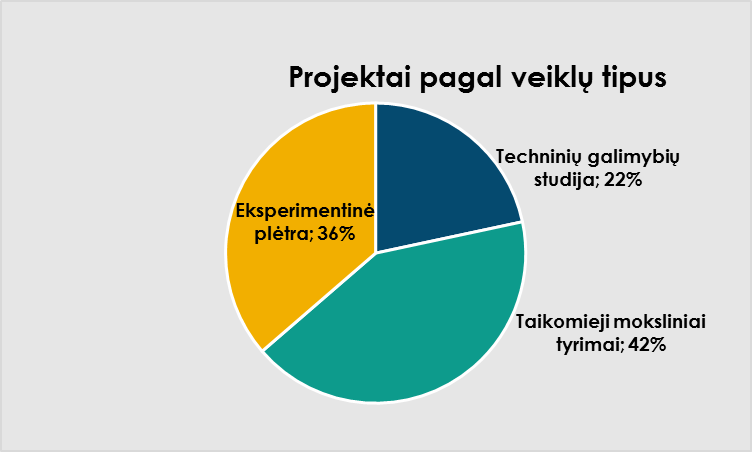 Projektai pagal veiklų tipus
Techninių galimybių
studija; 22%
Eksperimentinė
plėtra; 36%
Taikomieji moksliniai
tyrimai; 42%